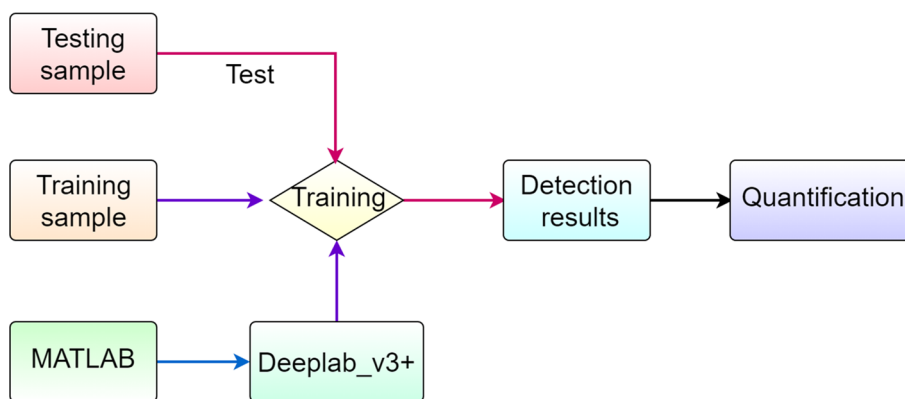 Testing
sample
Test
Training
sample
Training
Detection
results
Quantification
MATLAB
Deeplab_v3+